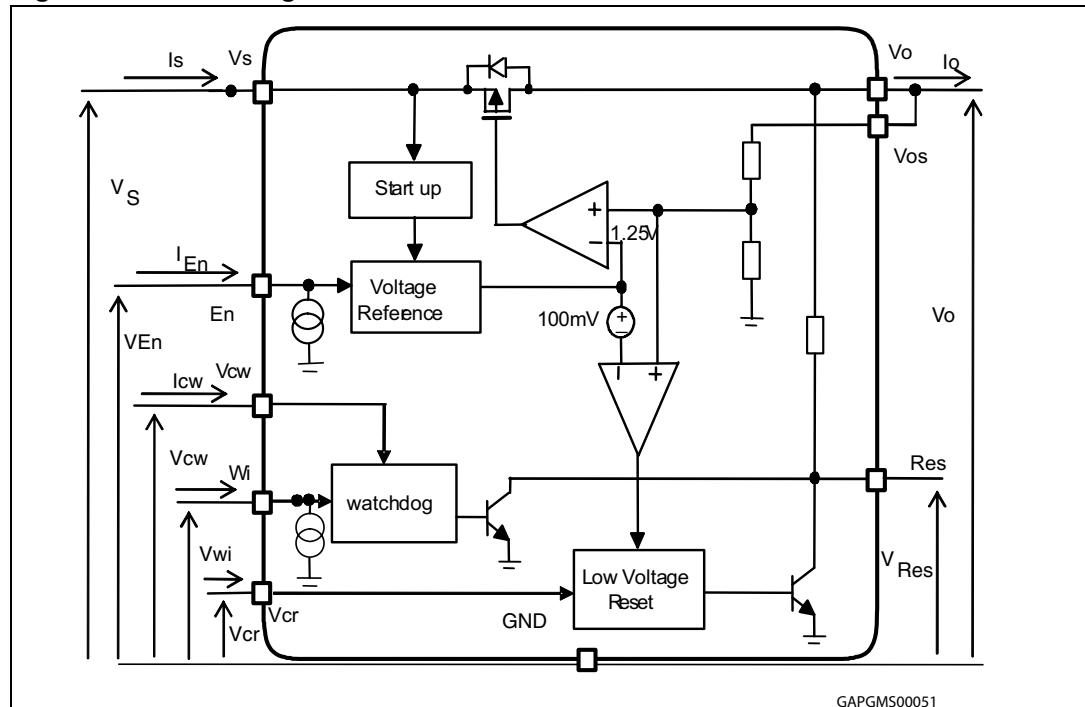 Is
Vs
Vo
Io
Vos
V S
Start up
+
1.25V
−
I En
En
Voltage
Reference
100mV
+
−
Vo
VEn
Icw
Vcw
− +
Vcw
Wi
watchdog
Res
Vwi
Low Voltage
Reset
V Res
Vcr
GND
Vcr
GAPGMS00051